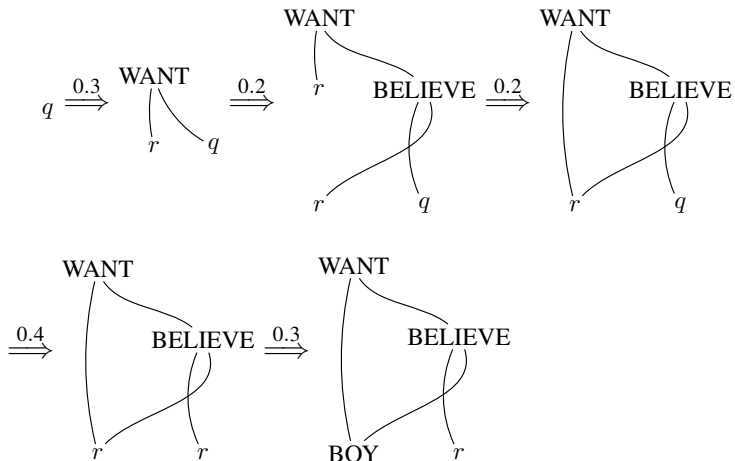 WANT WANT
q 0.3 ⟹ WANT 0.2 ⟹ r BELIEVE 0.2 ⟹ BELIEVE
r q
r q r q
WANT WANT
0.4 ⟹ BELIEVE 0.3 ⟹ BELIEVE
r r BOY r